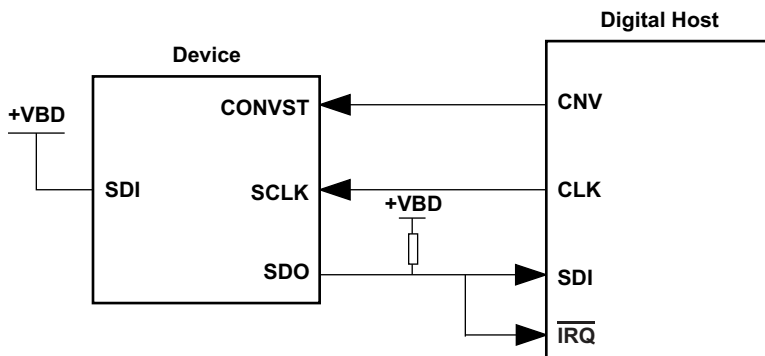 Digital Host
Device
+VBD
CONVST
CNV
SDI
SCLK
CLK
+VBD
SDO
SDI
IRQ